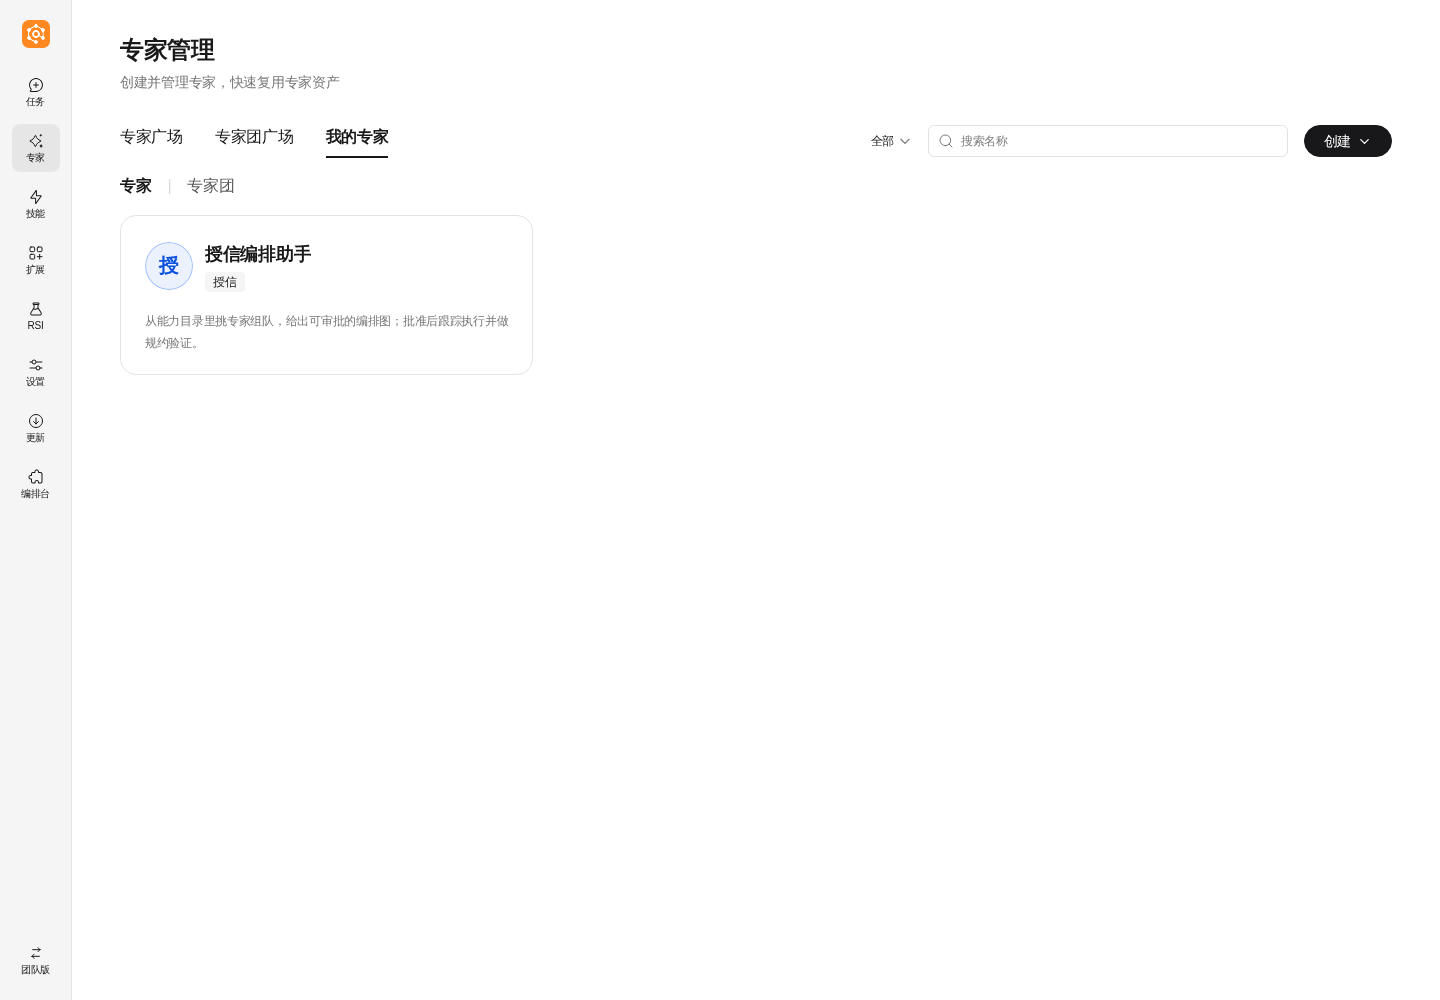 专家管理
创建并管理专家，快速复用专家资产
专家广场
专家团广场
我的专家
全部
搜索名称
创建
专家
专家团
授
授信编排助手
授信
从能力目录里挑专家组队，给出可审批的编排图；批准后跟踪执行并做
规约验证。
任务
专家
技能
扩展
RSI
设置
更新
编排台
团队版